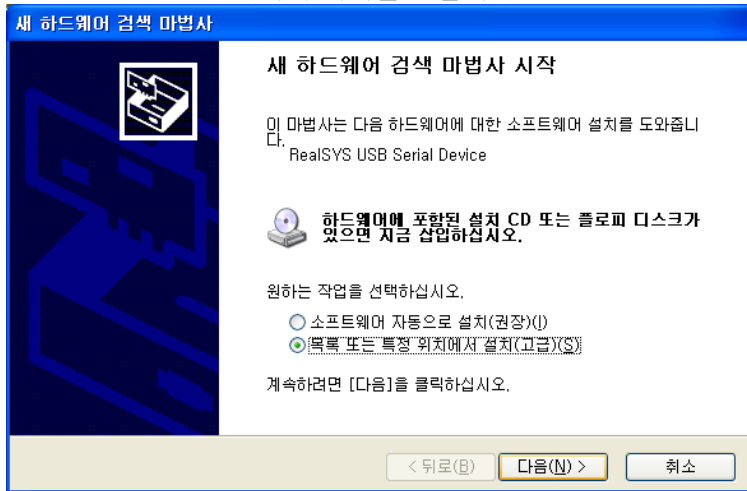 새 하드웨어 검색 마법사
새 하드웨어 검색 마법사 시작
이 마법사는 다음 하드웨어에 대한 소프트웨어 설치를 도와줍니
다.
RealSYS USB Serial Device
하드웨어에 포함된 설치 CD 또는 플로피 디스크가
있으면 지금 삽입하십시오.
원하는 작업을 선택하십시오.
소프트웨어 자동으로 설치(권장)(I)
목록 또는 특정 위치에서 설치(고급)(S)
계속하려면 [다음]을 클릭하십시오.
< 뒤로(B) 다음(N) > 취소